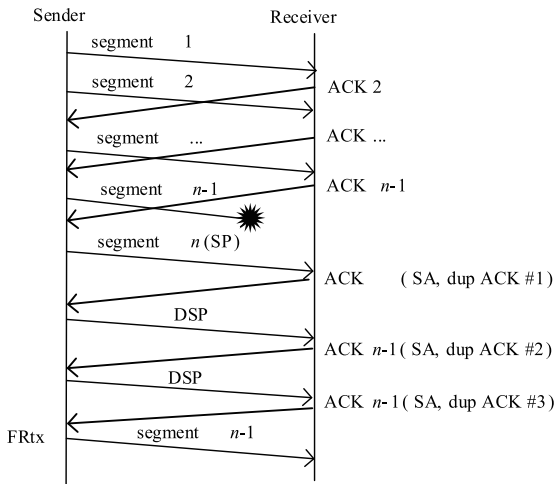 Sender Receiver
segment 1
segment 2
ACK 2
segment ...
ACK ...
segment n-1
ACK n-1
segment n (SP)
ACK ( SA, dup ACK #1)
DSP
ACK n-1 ( SA, dup ACK #2)
DSP
ACK n-1 ( SA, dup ACK #3)
FRtx segment n-1